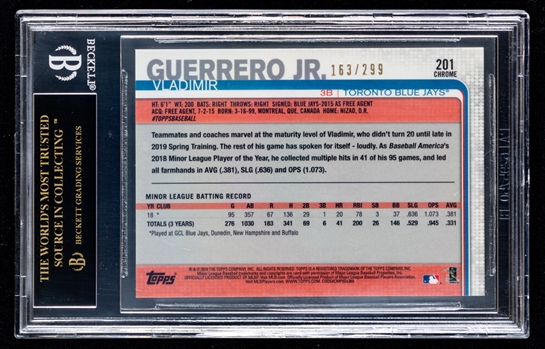 BECKETT
THE WORLD'S MOST TRUSTED
SOURCE IN COLLECTING ™
BECKETT GRADING SERVICES
GUERRERO JR. 163/299
VLADIMIR
201
CHROME
3B | TORONTO BLUE JAYS®
HT: 6'1" WT: 200 BATS: RIGHT THROWS: RIGHT SIGNED: BLUE JAYS-2015 AS FREE AGENT
ACQ: FREE AGENT, 7-2-15 BORN: 3-16-99, MONTREAL, QUE, CANADA HOME: NIZAO, D.R.
#TOPPSBASEBALL
Teammates and coaches marvel at the maturity level of Vladimir, who didn't turn 20 until late in
2019 Spring Training. The rest of his game has spoken for itself - loudly. As Baseball America's
2018 Minor League Player of the Year, he collected multiple hits in 41 of his 95 games, and led
all farmhands in AVG (.381), SLG (.636) and OPS (1.073).
MINOR LEAGUE BATTING RECORD
YR CLUB G AB R H 2B 3B HR RBI SB BB SLG OPS AVG
18 * 95 357 67 136 29 1 20 78 3 37 .636 1.073 .381
TOTALS (3 YEARS) 276 1030 183 341 69 6 41 200 26 146 .529 .945 .331
*Played at GCL Blue Jays, Dunedin, New Hampshire and Buffalo
Topps